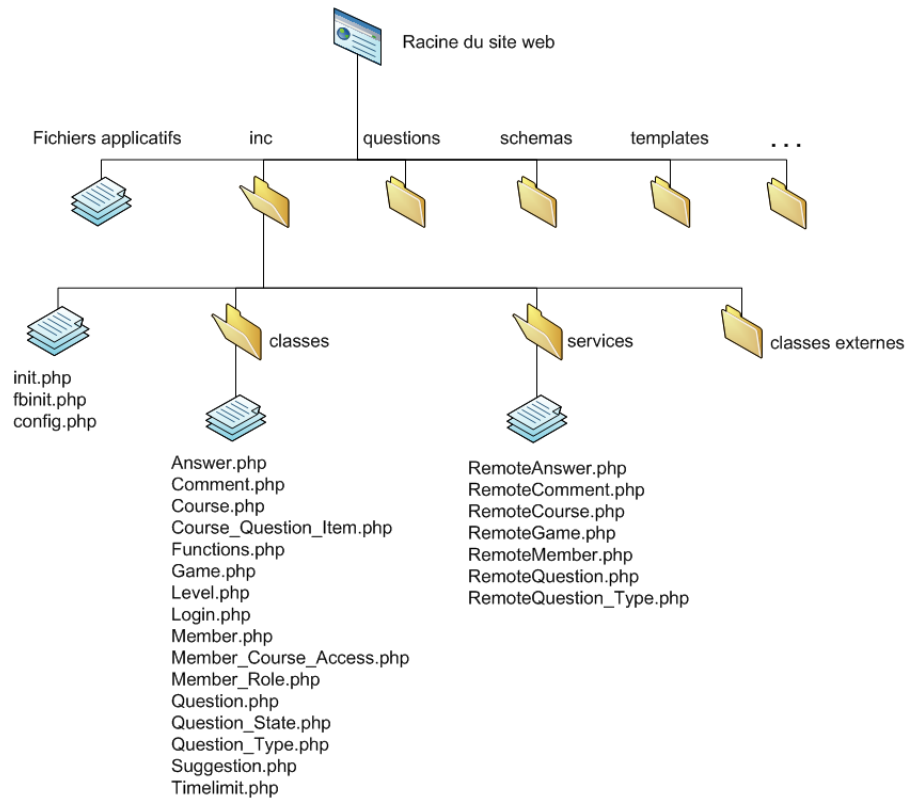 Racine du site web
Fichiers applicatifs
inc
questions
schemas
templates
...
init.php
fbinit.php
config.php
classes
Answer.php
Comment.php
Course.php
Course_Question_Item.php
Functions.php
Game.php
Level.php
Login.php
Member.php
Member_Course_Access.php
Member_Role.php
Question.php
Question_State.php
Question_Type.php
Suggestion.php
Timelimit.php
services
RemoteAnswer.php
RemoteComment.php
RemoteCourse.php
RemoteGame.php
RemoteMember.php
RemoteQuestion.php
RemoteQuestion_Type.php
classes externes